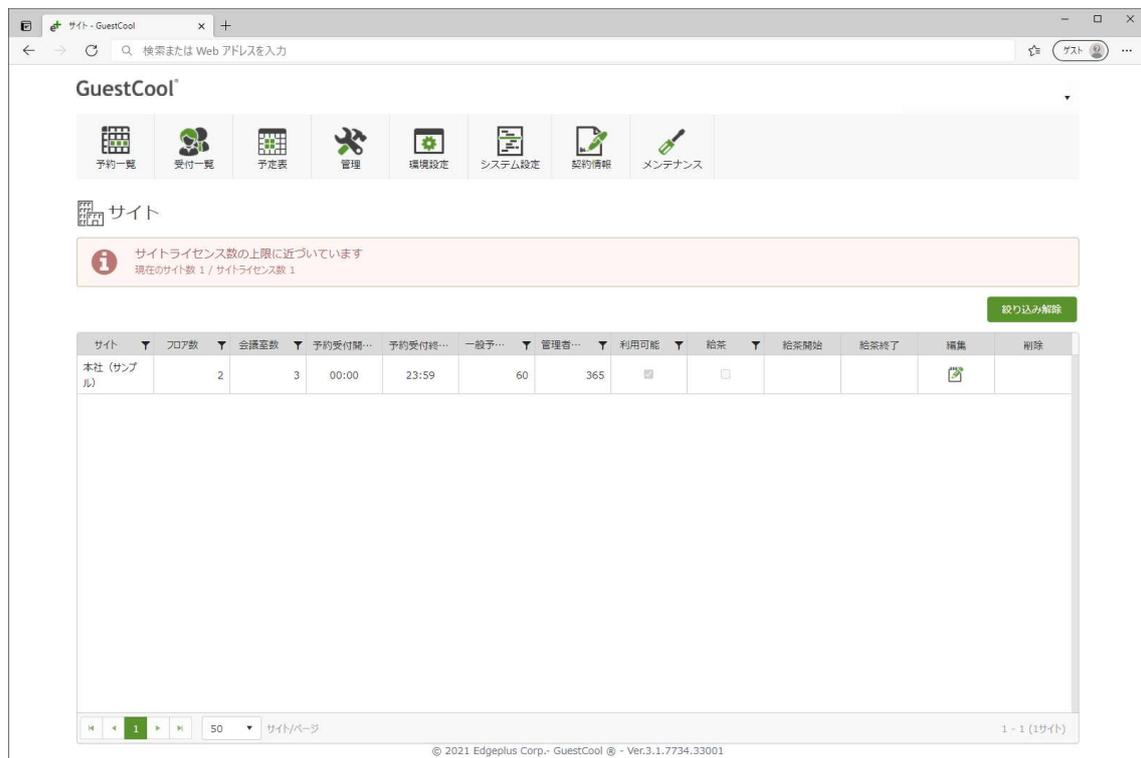 サイト - GuestCool
検索または Web アドレスを入力
ゲスト
GuestCool
予約一覧 受付一覧 予定表 管理 環境設定 システム設定 契約情報 メンテナンス
サイト
サイトライセンス数の上限に近づいています
現在のサイト数 1 / サイトライセンス数 1
絞り込み解除
サイト フロア数 会議室数 予約受付開… 予約受付終… 一般予… 管理者… 利用可能 給茶 給茶開始 給茶終了 編集 削除
本社（サンプ
ル） 2 3 00:00 23:59 60 365
1 50 サイト/ページ 1 - 1 (1サイト)
© 2021 Edgeplus Corp.- GuestCool ® - Ver.3.1.7734.33001